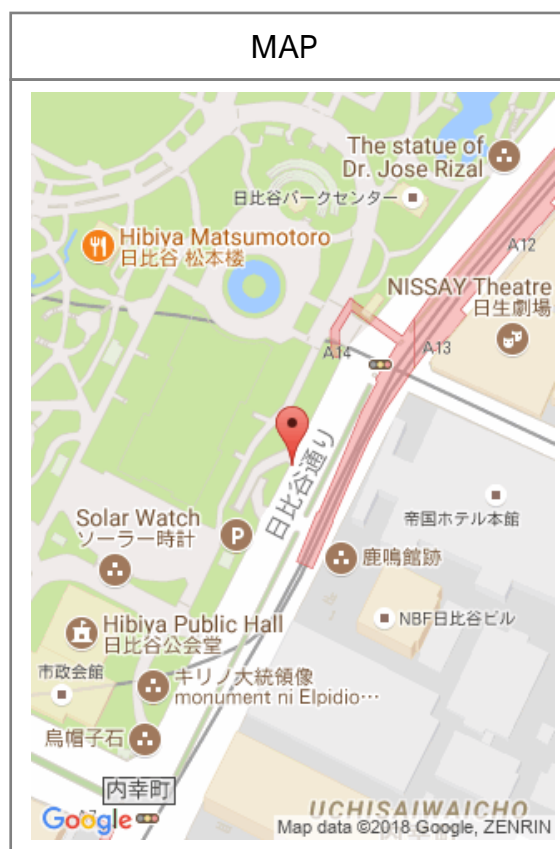 MAP
The statue of
Dr. Jose Rizal
日比谷パークセンター
A12
Hibiya Matsumotoro
日比谷 松本楼
NISSAY Theatre
日生劇場
A14
A13
日比谷通り
帝国ホテル本館
Solar Watch
ソーラー時計
P
鹿鳴館跡
Hibiya Public Hall
日比谷公会堂
NBF日比谷ビル
市政会館
キリノ大統領像
monument ni Elpidio…
烏帽子石
内幸町
UCHISAIWAICHO
Google
Map data ©2018 Google, ZENRIN